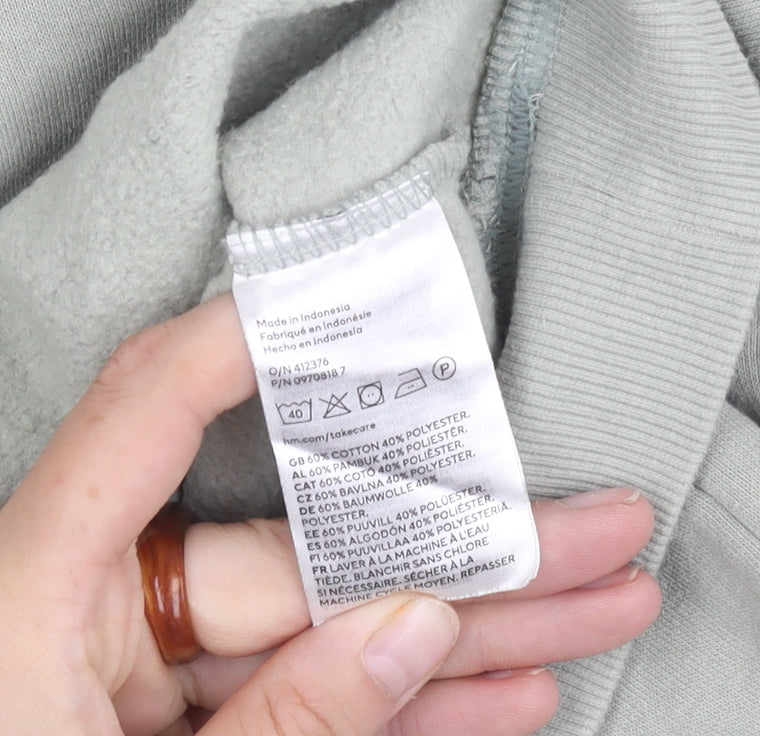 Made in Indonesia
Fabriqué en Indonésie
Hecho en Indonesia
O/N 412376
P/N 0970818 7
40 P
hm.com/takecare
GB 60% COTTON 40% POLYESTER.
AL 60% PAMBUK 40% POLIESTËR.
CAT 60% COTÓ 40% POLIÈSTER.
CZ 60% BAVLNA 40% POLYESTER.
DE 60% BAUMWOLLE 40%
POLYESTER.
EE 60% PUUVILL 40% POLÜESTER.
ES 60% ALGODÓN 40% POLIÉSTER.
FI 60% PUUVILLAA 40% POLYESTERIÄ.
FR LAVER À LA MACHINE À L'EAU
TIÈDE. BLANCHIR SANS CHLORE
SI NÉCESSAIRE. SÉCHER À LA
MACHINE CYCLE MOYEN. REPASSER